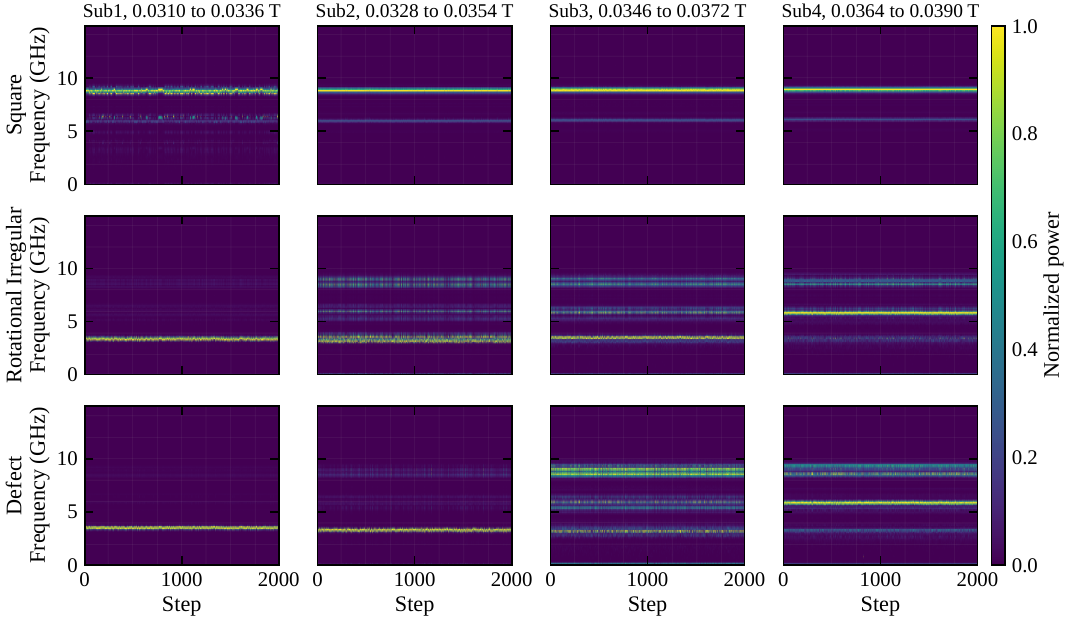 Sub1, 0.0310 to 0.0336 T
Sub2, 0.0328 to 0.0354 T
Sub3, 0.0346 to 0.0372 T
Sub4, 0.0364 to 0.0390 T
Square
Frequency (GHz)
10
5
0
Rotational Irregular
Frequency (GHz)
10
5
0
Defect
Frequency (GHz)
10
5
0
0 1000 2000
0 1000 2000
0 1000 2000
0 1000 2000
Step
Step
Step
Step
1.0
0.8
0.6
0.4
0.2
0.0
Normalized power